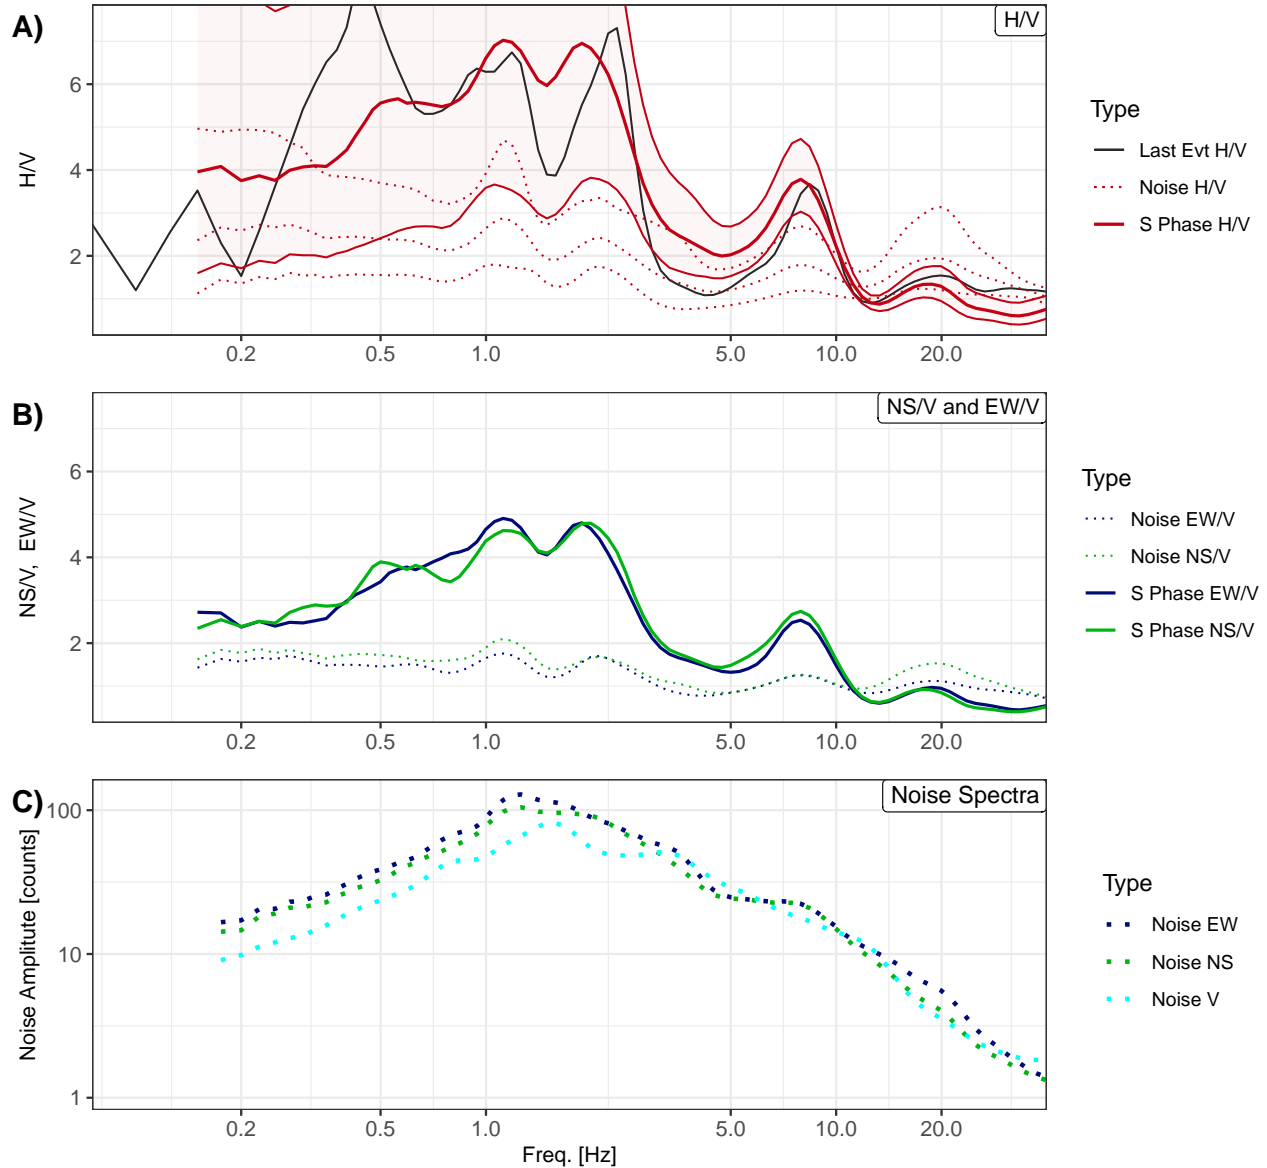 A)
H/V
6
4
2
H/V
0.2 0.5 1.0 5.0 10.0 20.0
Type
Last Evt H/V
Noise H/V
S Phase H/V
B)
NS/V and EW/V
6
4
2
NS/V, EW/V
0.2 0.5 1.0 5.0 10.0 20.0
Type
Noise EW/V
Noise NS/V
S Phase EW/V
S Phase NS/V
C)
Noise Spectra
100
10
1
Noise Amplitute [counts]
0.2 0.5 1.0 5.0 10.0 20.0
Freq. [Hz]
Type
Noise EW
Noise NS
Noise V